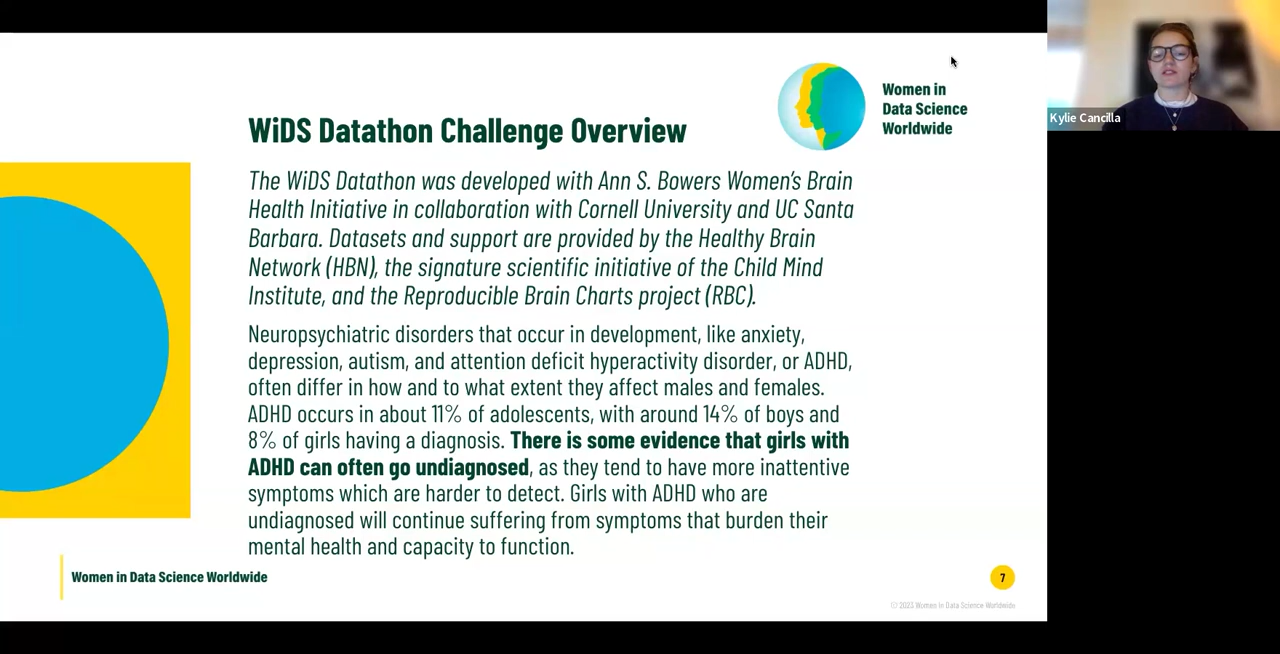 Women in
Data Science
Worldwide
Kylie Cancilla
WiDS Datathon Challenge Overview
The WiDS Datathon was developed with Ann S. Bowers Women's Brain
Health Initiative in collaboration with Cornell University and UC Santa
Barbara. Datasets and support are provided by the Healthy Brain
Network (HBN), the signature scientific initiative of the Child Mind
Institute, and the Reproducible Brain Charts project (RBC).
Neuropsychiatric disorders that occur in development, like anxiety,
depression, autism, and attention deficit hyperactivity disorder, or ADHD,
often differ in how and to what extent they affect males and females.
ADHD occurs in about 11% of adolescents, with around 14% of boys and
8% of girls having a diagnosis. There is some evidence that girls with
ADHD can often go undiagnosed, as they tend to have more inattentive
symptoms which are harder to detect. Girls with ADHD who are
undiagnosed will continue suffering from symptoms that burden their
mental health and capacity to function.
Women in Data Science Worldwide
7
© 2023 Women in Data Science Worldwide